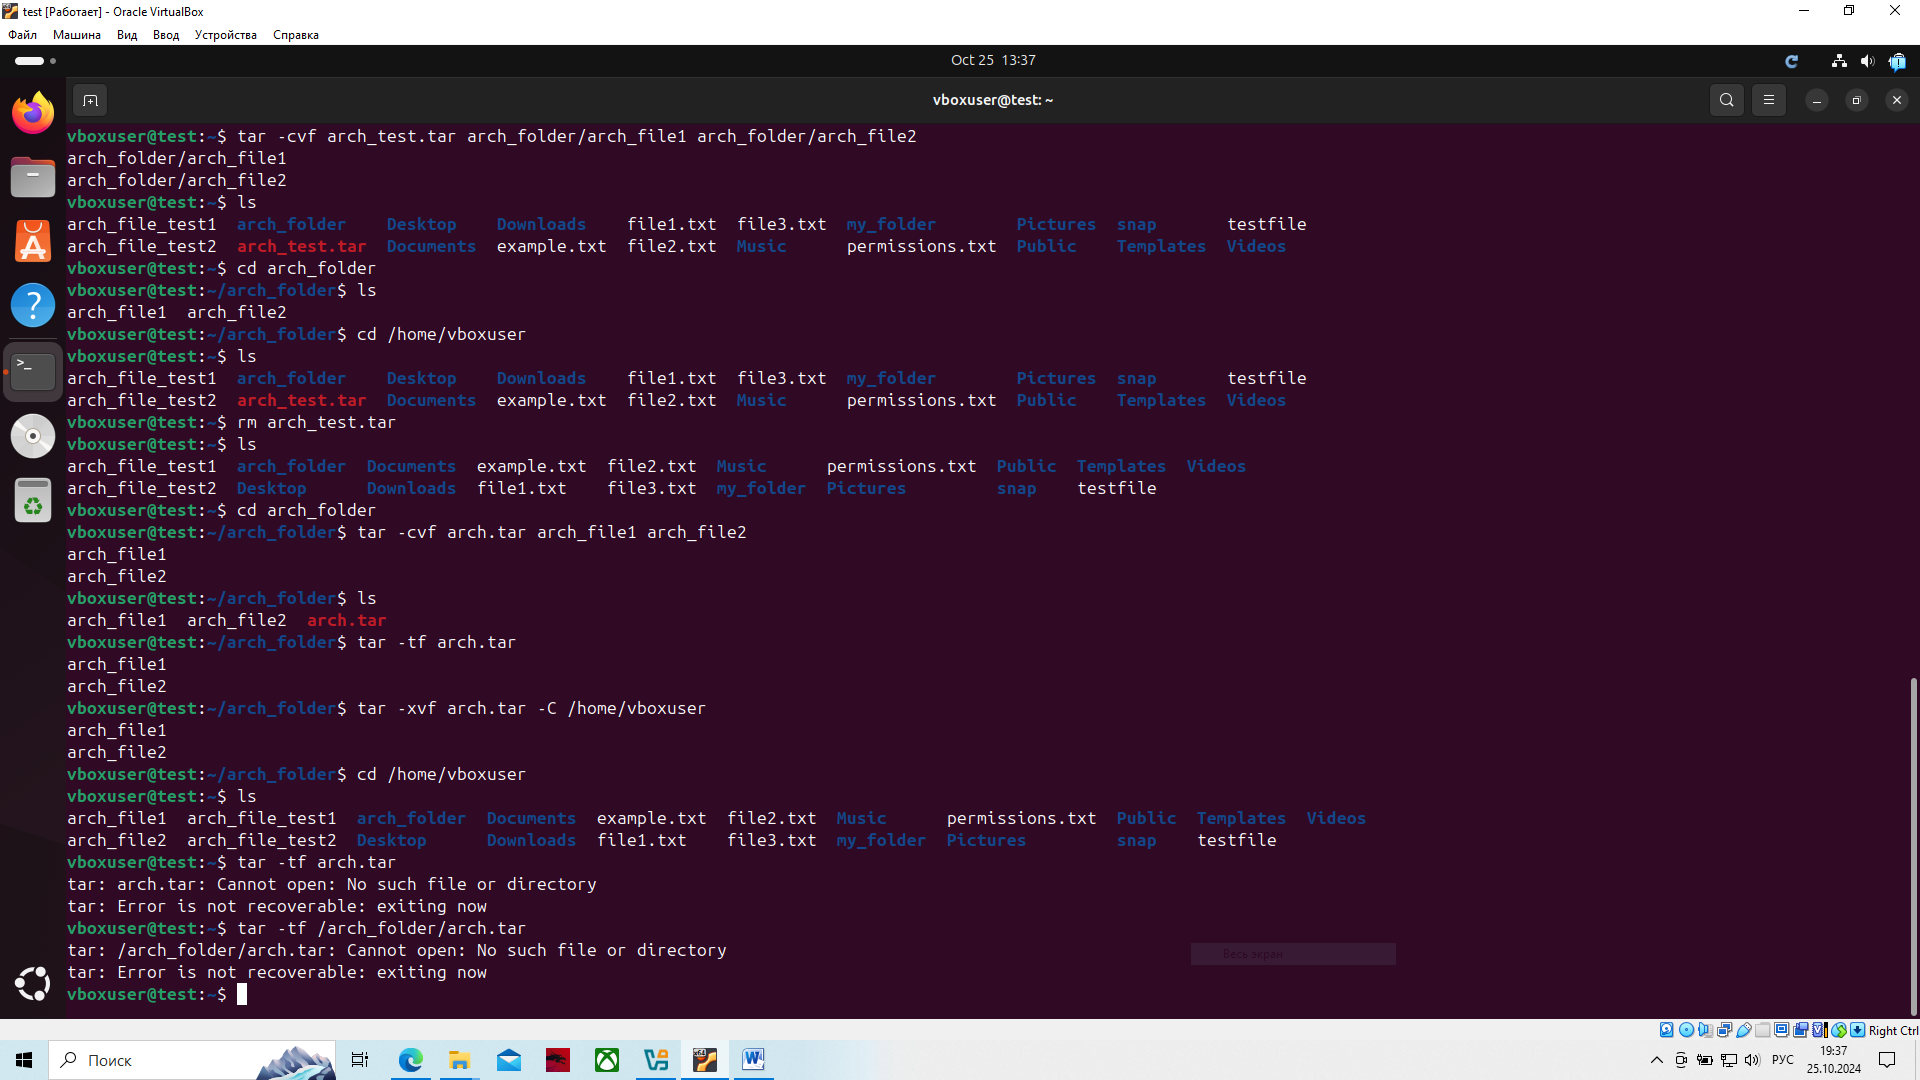 test [Работает] - Oracle VirtualBox
Файл Машина Вид Ввод Устройства Справка
Oct 25 13:37
vboxuser@test: ~
vboxuser@test:~$ tar -cvf arch_test.tar arch_folder/arch_file1 arch_folder/arch_file2
arch_folder/arch_file1
arch_folder/arch_file2
vboxuser@test:~$ ls
arch_file_test1 arch_folder Desktop Downloads file1.txt file3.txt my_folder Pictures snap testfile
arch_file_test2 arch_test.tar Documents example.txt file2.txt Music permissions.txt Public Templates Videos
vboxuser@test:~$ cd arch_folder
vboxuser@test:~/arch_folder$ ls
arch_file1 arch_file2
vboxuser@test:~/arch_folder$ cd /home/vboxuser
vboxuser@test:~$ ls
arch_file_test1 arch_folder Desktop Downloads file1.txt file3.txt my_folder Pictures snap testfile
arch_file_test2 arch_test.tar Documents example.txt file2.txt Music permissions.txt Public Templates Videos
vboxuser@test:~$ rm arch_test.tar
vboxuser@test:~$ ls
arch_file_test1 arch_folder Documents example.txt file2.txt Music permissions.txt Public Templates Videos
arch_file_test2 Desktop Downloads file1.txt file3.txt my_folder Pictures snap testfile
vboxuser@test:~$ cd arch_folder
vboxuser@test:~/arch_folder$ tar -cvf arch.tar arch_file1 arch_file2
arch_file1
arch_file2
vboxuser@test:~/arch_folder$ ls
arch_file1 arch_file2 arch.tar
vboxuser@test:~/arch_folder$ tar -tf arch.tar
arch_file1
arch_file2
vboxuser@test:~/arch_folder$ tar -xvf arch.tar -C /home/vboxuser
arch_file1
arch_file2
vboxuser@test:~/arch_folder$ cd /home/vboxuser
vboxuser@test:~$ ls
arch_file1 arch_file_test1 arch_folder Documents example.txt file2.txt Music permissions.txt Public Templates Videos
arch_file2 arch_file_test2 Desktop Downloads file1.txt file3.txt my_folder Pictures snap testfile
vboxuser@test:~$ tar -tf arch.tar
tar: arch.tar: Cannot open: No such file or directory
tar: Error is not recoverable: exiting now
vboxuser@test:~$ tar -tf /arch_folder/arch.tar
tar: /arch_folder/arch.tar: Cannot open: No such file or directory
tar: Error is not recoverable: exiting now
Весь экран
vboxuser@test:~$
Right Ctrl
Поиск
РУС
19:37
25.10.2024